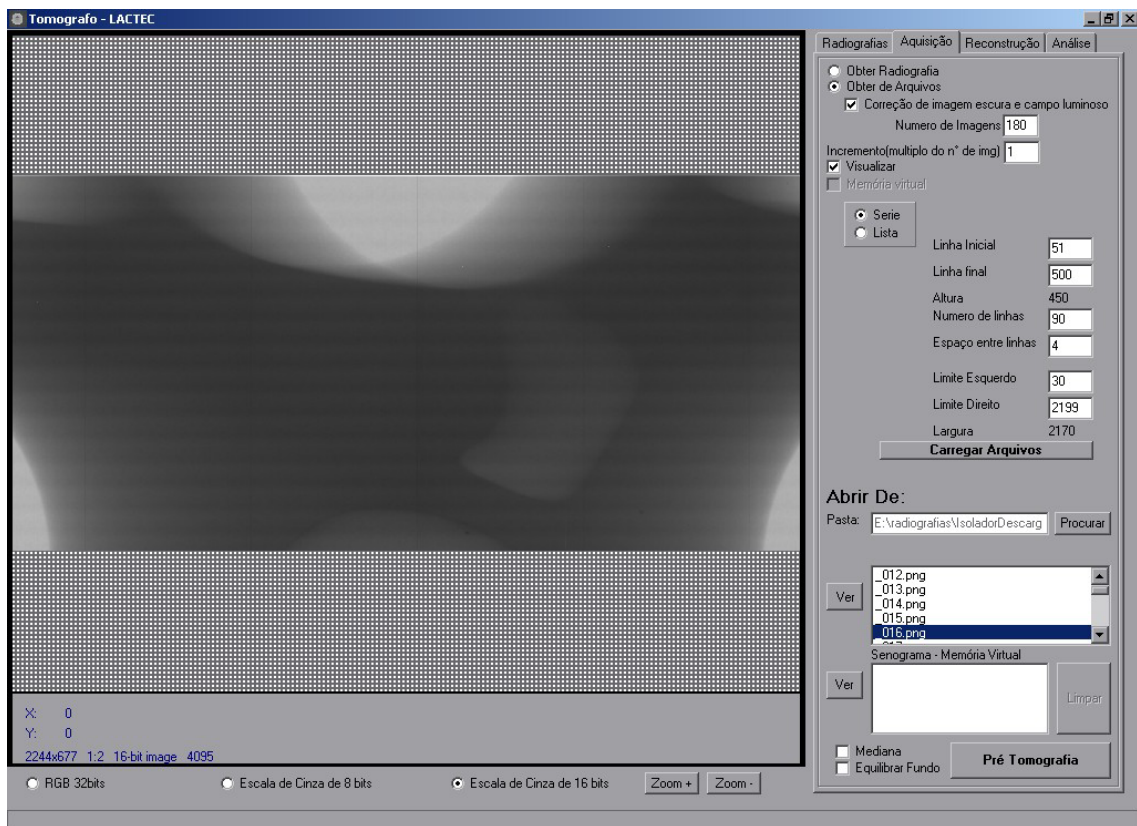 Tomografo - LACTEC
Radiografias Aquisição Reconstrução Análise
Obter Radiografia
Obter de Arquivos
Correção de imagem escura e campo luminoso
Numero de Imagens 180
Incremento(multiplo do n° de img) 1
Visualizar
Memória virtual
Serie
Lista
Linha Inicial 51
Linha final 500
Altura 450
Numero de linhas 90
Espaço entre linhas 4
Limite Esquerdo 30
Limite Direito 2199
Largura 2170
Carregar Arquivos
Abrir De:
Pasta: E:\radiografias\IsoladorDescarg Procurar
_012.png
_013.png
Ver
_014.png
_015.png
_016.png
Senograma - Memória Virtual
Ver
Limpar
X: 0
Y: 0
2244x677 1:2 16-bit image 4095
Mediana
Equilibrar Fundo
Pré Tomografia
RGB 32bits Escala de Cinza de 8 bits Escala de Cinza de 16 bits Zoom + Zoom -